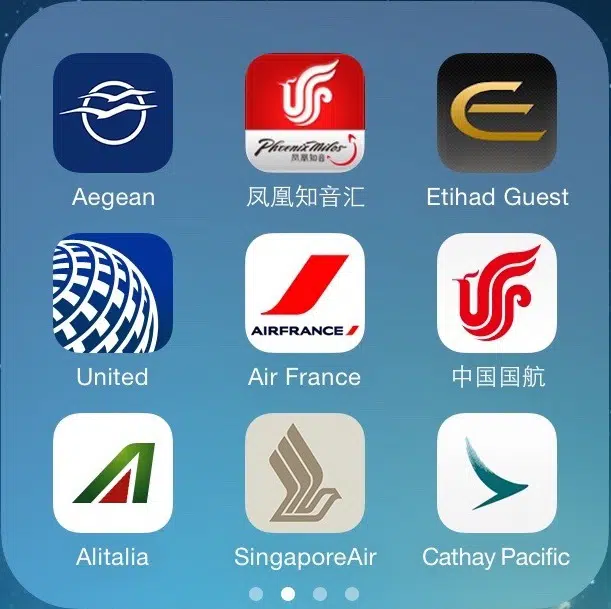 Aegean
Phoenix Miles
凤凰知音
凤凰知音汇
Etihad Guest
United
AIRFRANCE
Air France
中国国航
Alitalia
SingaporeAir
Cathay Pacific